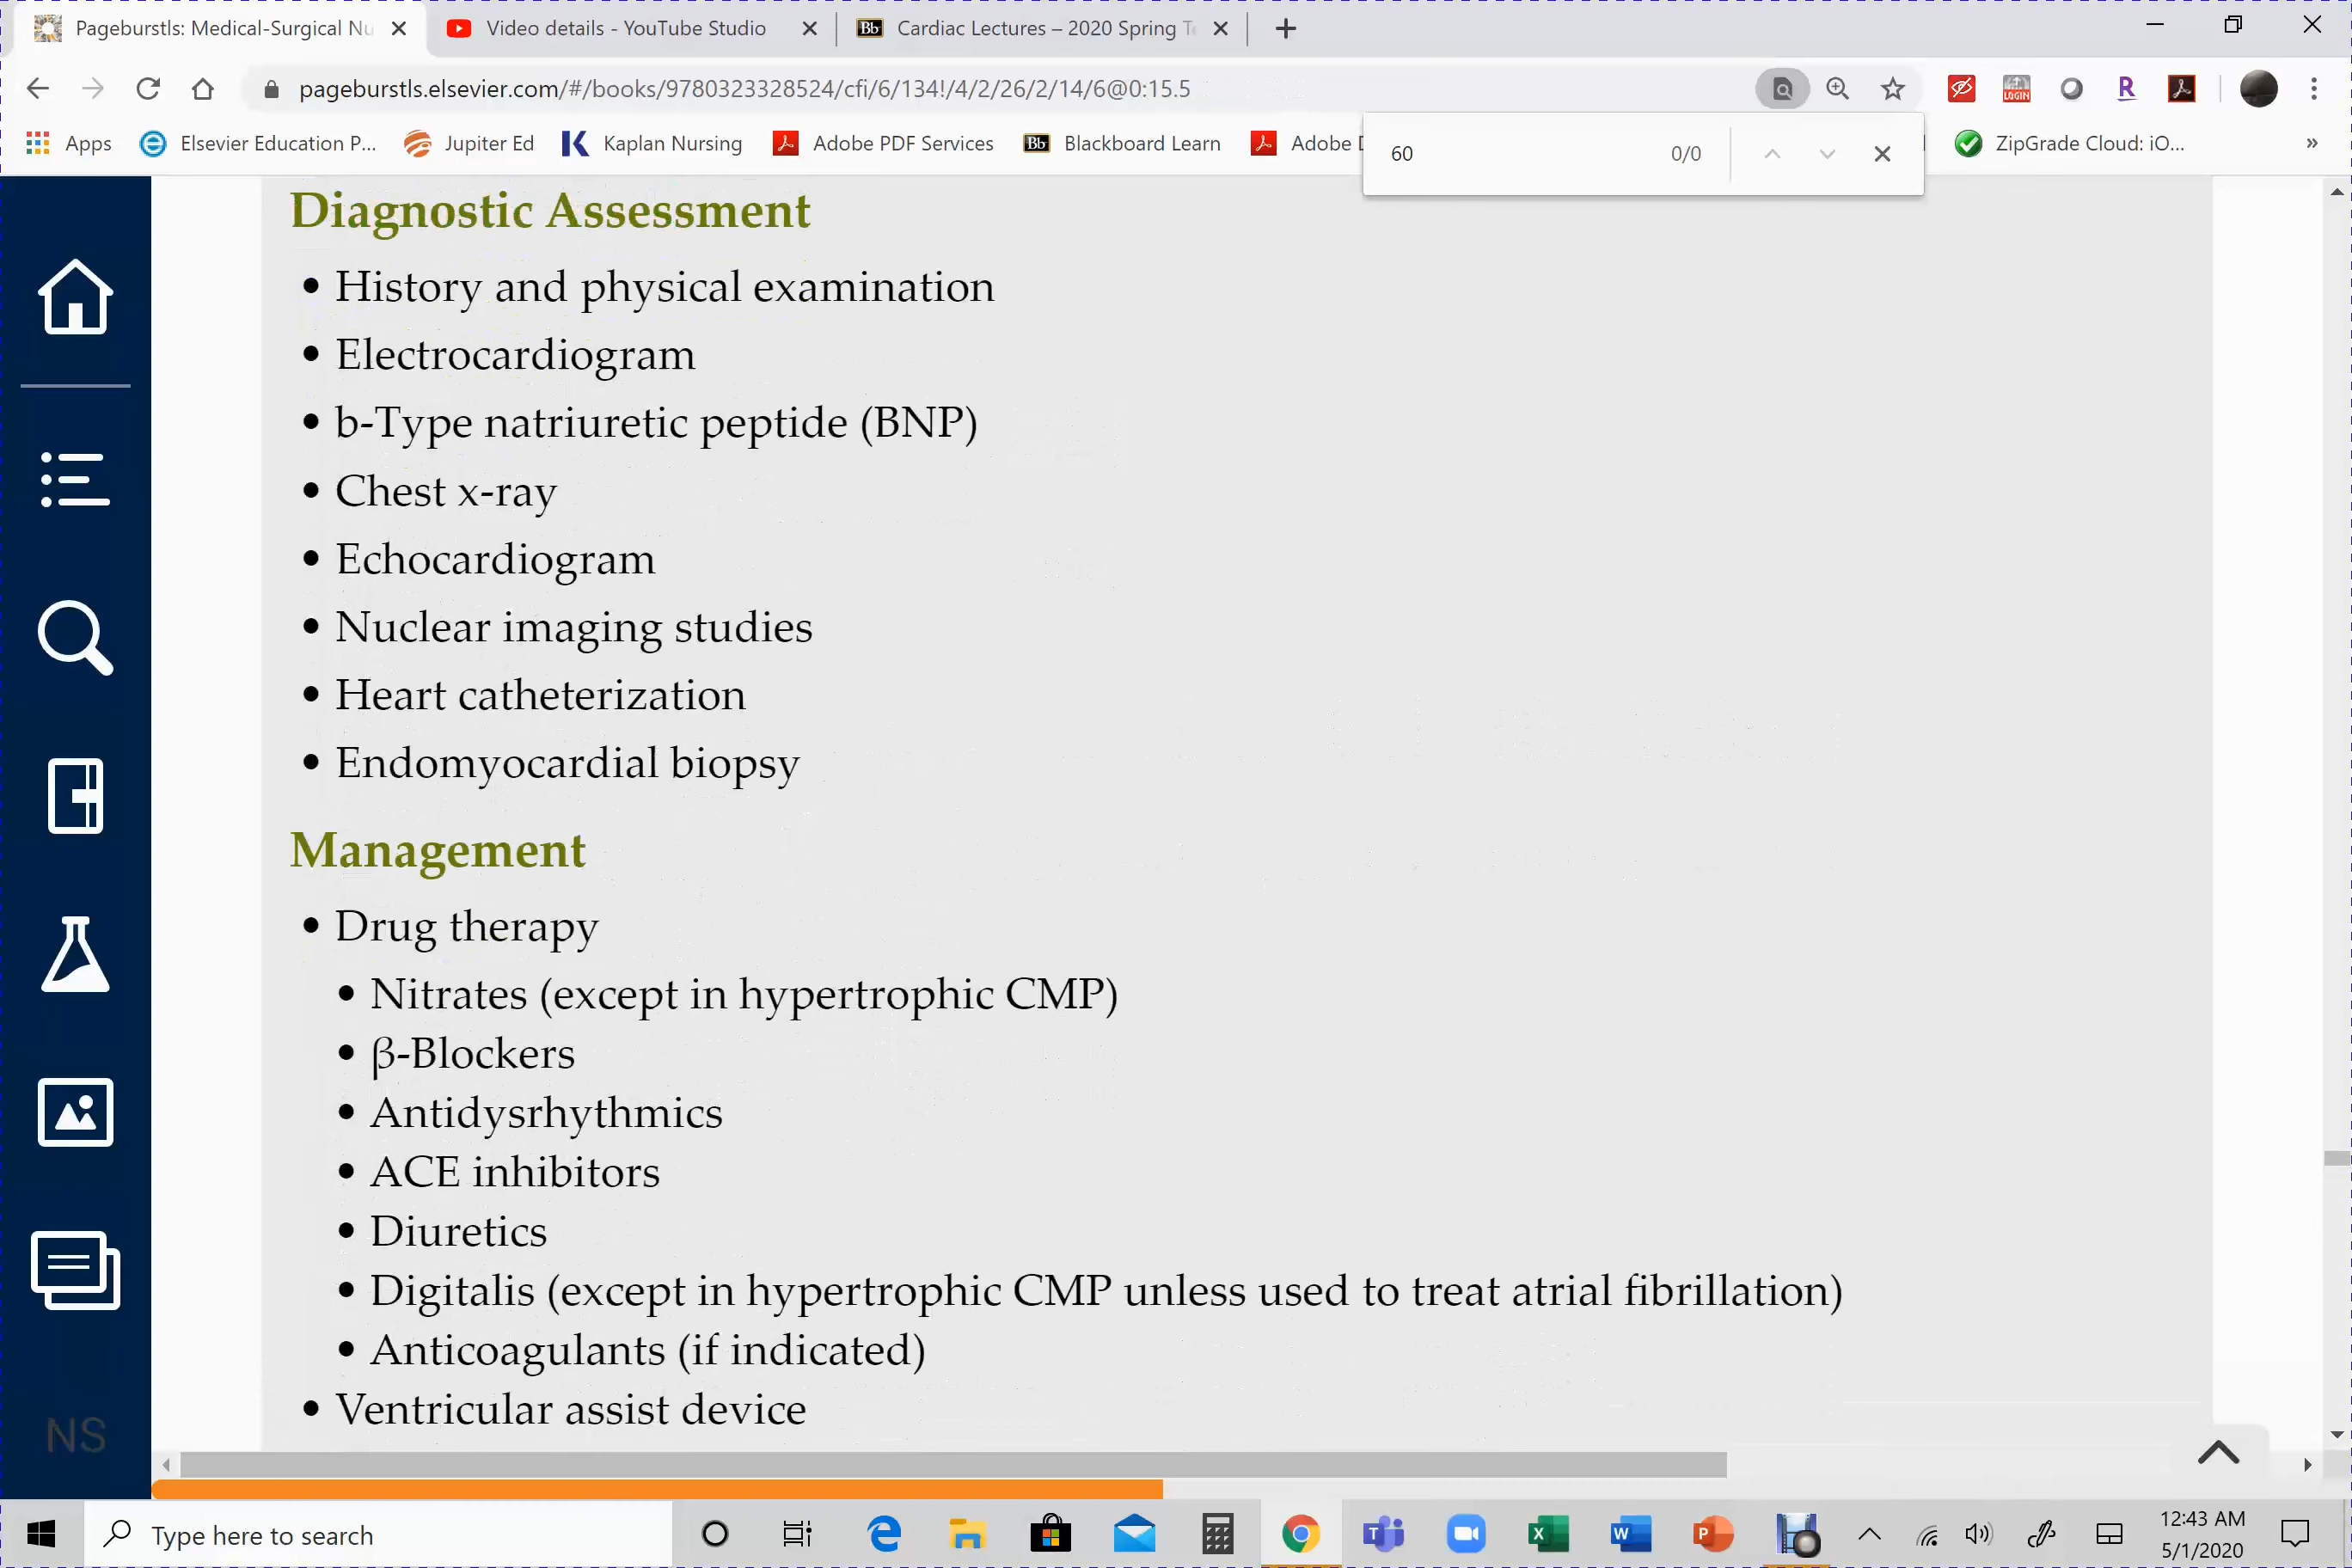 Pageburstls: Medical-Surgical Nu
Video details - YouTube Studio
Bb Cardiac Lectures – 2020 Spring Te
pageburstls.elsevier.com/#/books/9780323328524/cfi/6/134!/4/2/26/2/14/6@0:15.5
LOGIN
R
Apps
Elsevier Education P...
Jupiter Ed
Kaplan Nursing
Adobe PDF Services
Bb Blackboard Learn
Adobe
ZipGrade Cloud: iO...
»
60 0/0
Diagnostic Assessment
• History and physical examination
• Electrocardiogram
• b-Type natriuretic peptide (BNP)
• Chest x-ray
• Echocardiogram
• Nuclear imaging studies
• Heart catheterization
• Endomyocardial biopsy
Management
• Drug therapy
• Nitrates (except in hypertrophic CMP)
• β-Blockers
• Antidysrhythmics
• ACE inhibitors
• Diuretics
• Digitalis (except in hypertrophic CMP unless used to treat atrial fibrillation)
• Anticoagulants (if indicated)
• Ventricular assist device
NS
Type here to search
12:43 AM
5/1/2020